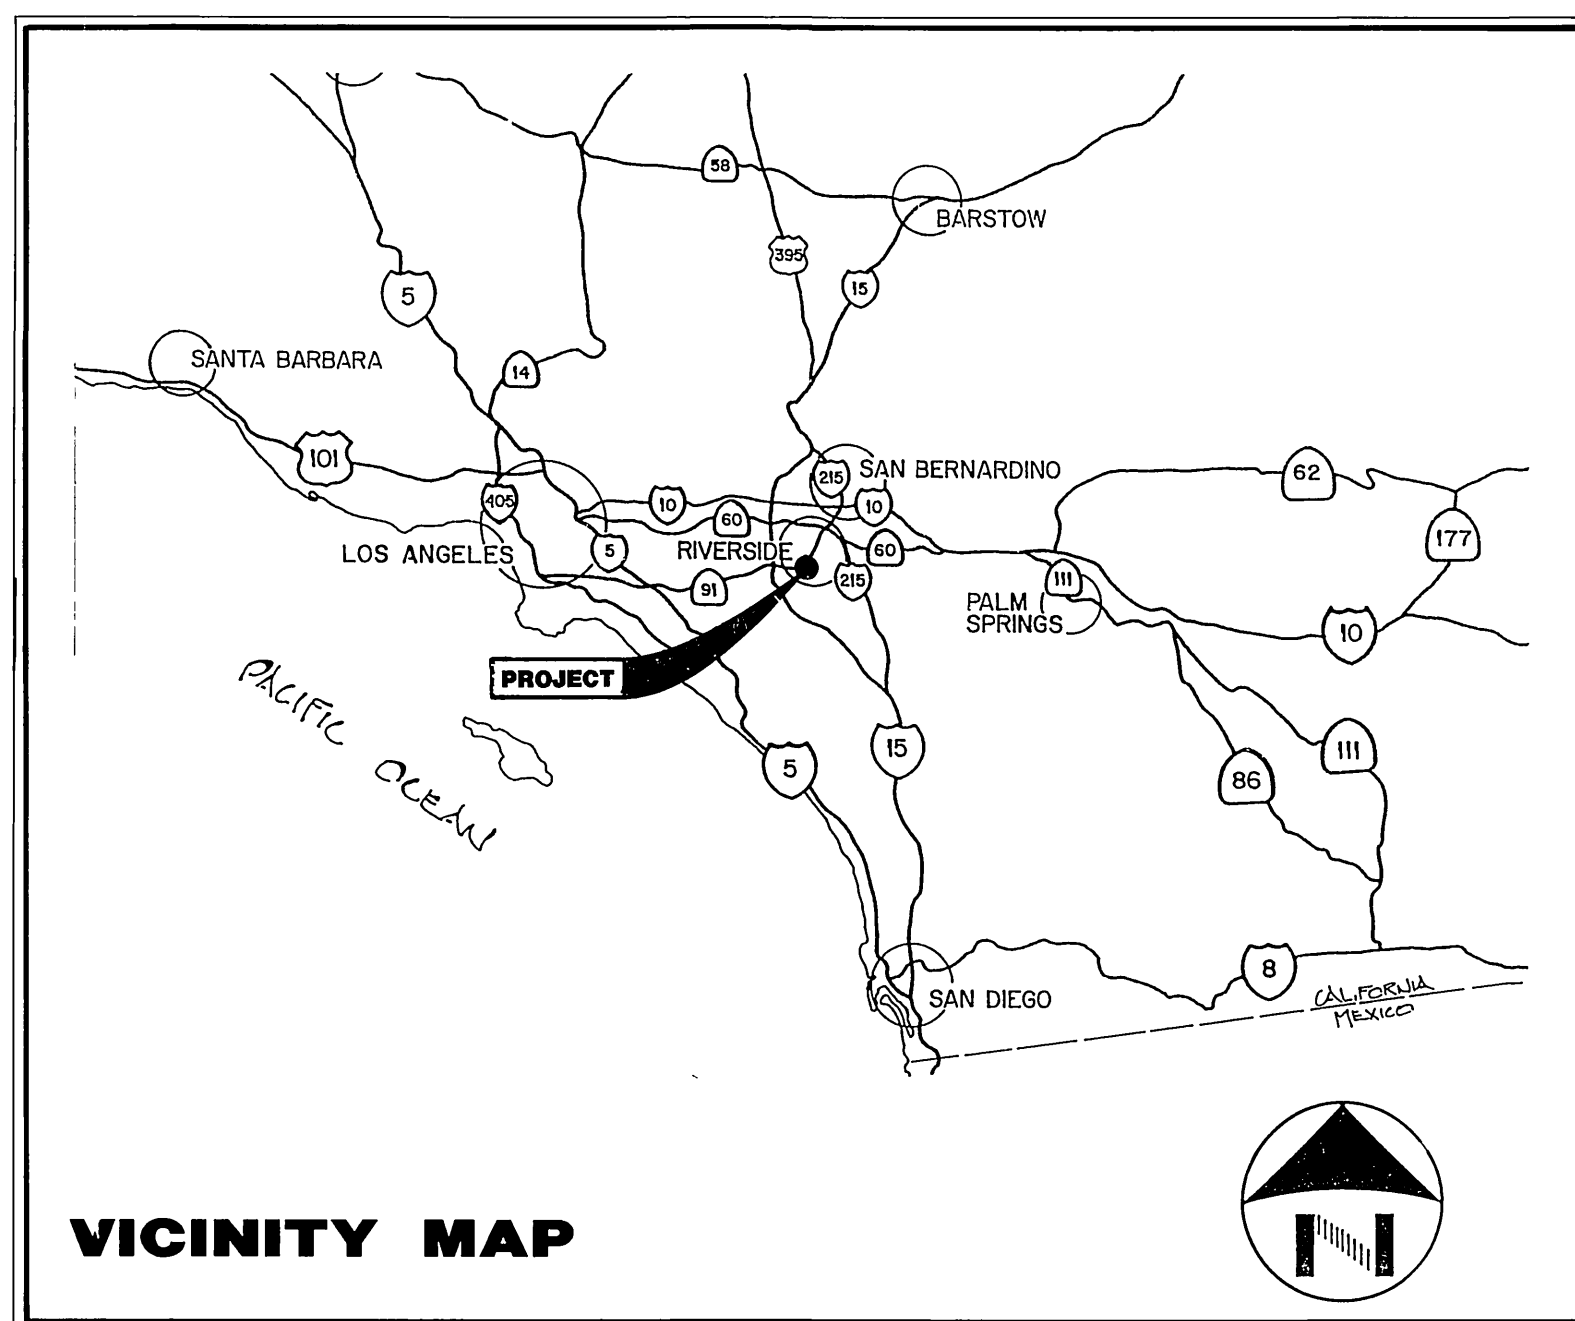 58
BARSTOW
395
15
5
SANTA BARBARA
14
101
SAN BERNARDINO
215
62
405
10
10
60
177
LOS ANGELES
5
RIVERSIDE
60
91
215
111
PALM
SPRINGS
10
PROJECT
PACIFIC OCEAN
15
5
111
86
8
SAN DIEGO
CALIFORNIA
MEXICO
VICINITY MAP
N